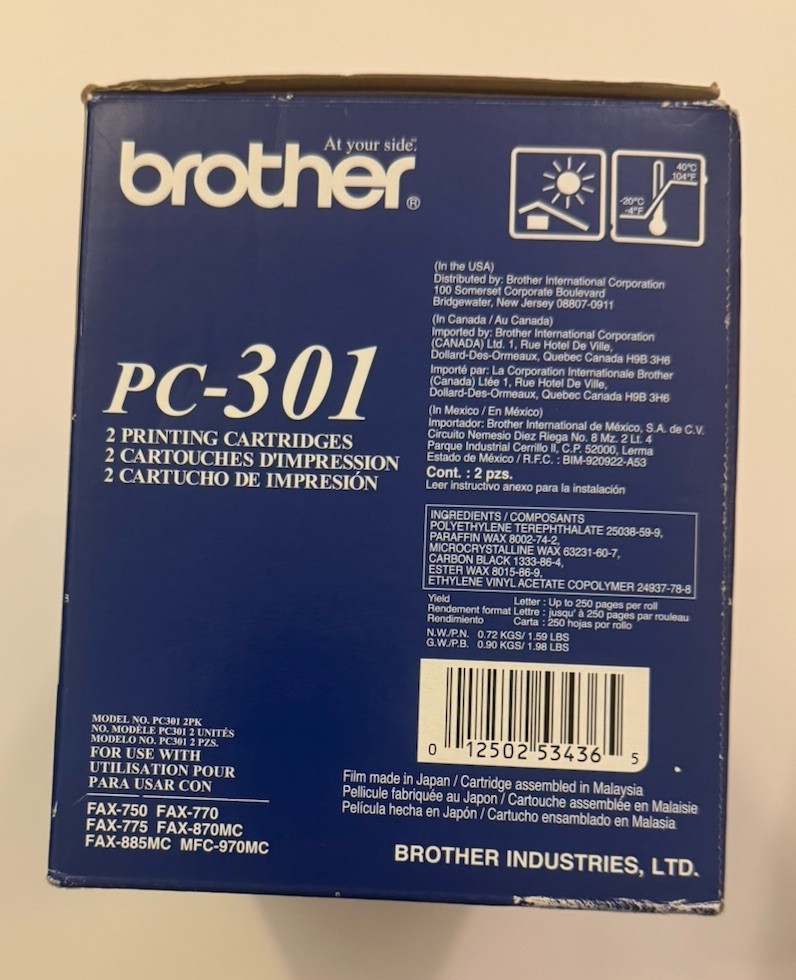 At your side.
brother®
40°C
104°F
-20°C
-4°F
(In the USA)
Distributed by: Brother International Corporation
100 Somerset Corporate Boulevard
Bridgewater, New Jersey 08807-0911
(In Canada / Au Canada)
Imported by: Brother International Corporation
(CANADA) Ltd. 1, Rue Hotel De Ville,
Dollard-Des-Ormeaux, Quebec Canada H9B 3H6
Importé par: La Corporation Internationale Brother
(Canada) Ltée 1, Rue Hotel De Ville,
Dollard-Des-Ormeaux, Quebec Canada H9B 3H6
(In Mexico / En México)
Importador: Brother International de México, S.A. de C.V.
Circuito Nemesio Diez Riega No. 8 Mz. 2 Lt. 4
Parque Industrial Cerrillo II, C.P. 52000, Lerma
Estado de México / R.F.C. : BIM-920922-A53
Cont. : 2 pzs.
Leer instructivo anexo para la instalación
PC-301
2 PRINTING CARTRIDGES
2 CARTOUCHES D'IMPRESSION
2 CARTUCHO DE IMPRESIÓN
INGREDIENTS / COMPOSANTS
POLYETHYLENE TEREPHTHALATE 25038-59-9,
PARAFFIN WAX 8002-74-2,
MICROCRYSTALLINE WAX 63231-60-7,
CARBON BLACK 1333-86-4,
ESTER WAX 8015-86-9,
ETHYLENE VINYL ACETATE COPOLYMER 24937-78-8
Yield Letter : Up to 250 pages per roll
Rendement format Lettre : jusqu' à 250 pages par rouleau
Rendimiento Carta : 250 hojas por rollo
N.W./P.N. 0.72 KGS/ 1.59 LBS
G.W./P.B. 0.90 KGS/ 1.98 LBS
0 12502 53436 5
MODEL NO. PC301 2PK
NO. MODÈLE PC301 2 UNITÉS
MODELO NO. PC301 2 PZS.
FOR USE WITH
UTILISATION POUR
PARA USAR CON
FAX-750 FAX-770
FAX-775 FAX-870MC
FAX-885MC MFC-970MC
Film made in Japan / Cartridge assembled in Malaysia
Pellicule fabriquée au Japon / Cartouche assemblée en Malaisie
Película hecha en Japón / Cartucho ensamblado en Malasia
BROTHER INDUSTRIES, LTD.